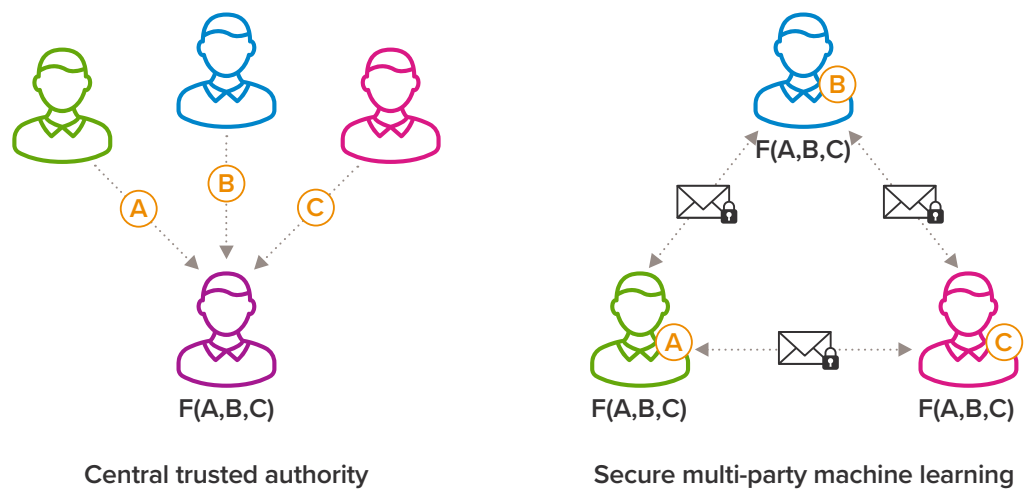 A
B
C
F(A,B,C)
Central trusted authority
B
F(A,B,C)
A
F(A,B,C)
C
F(A,B,C)
Secure multi-party machine learning